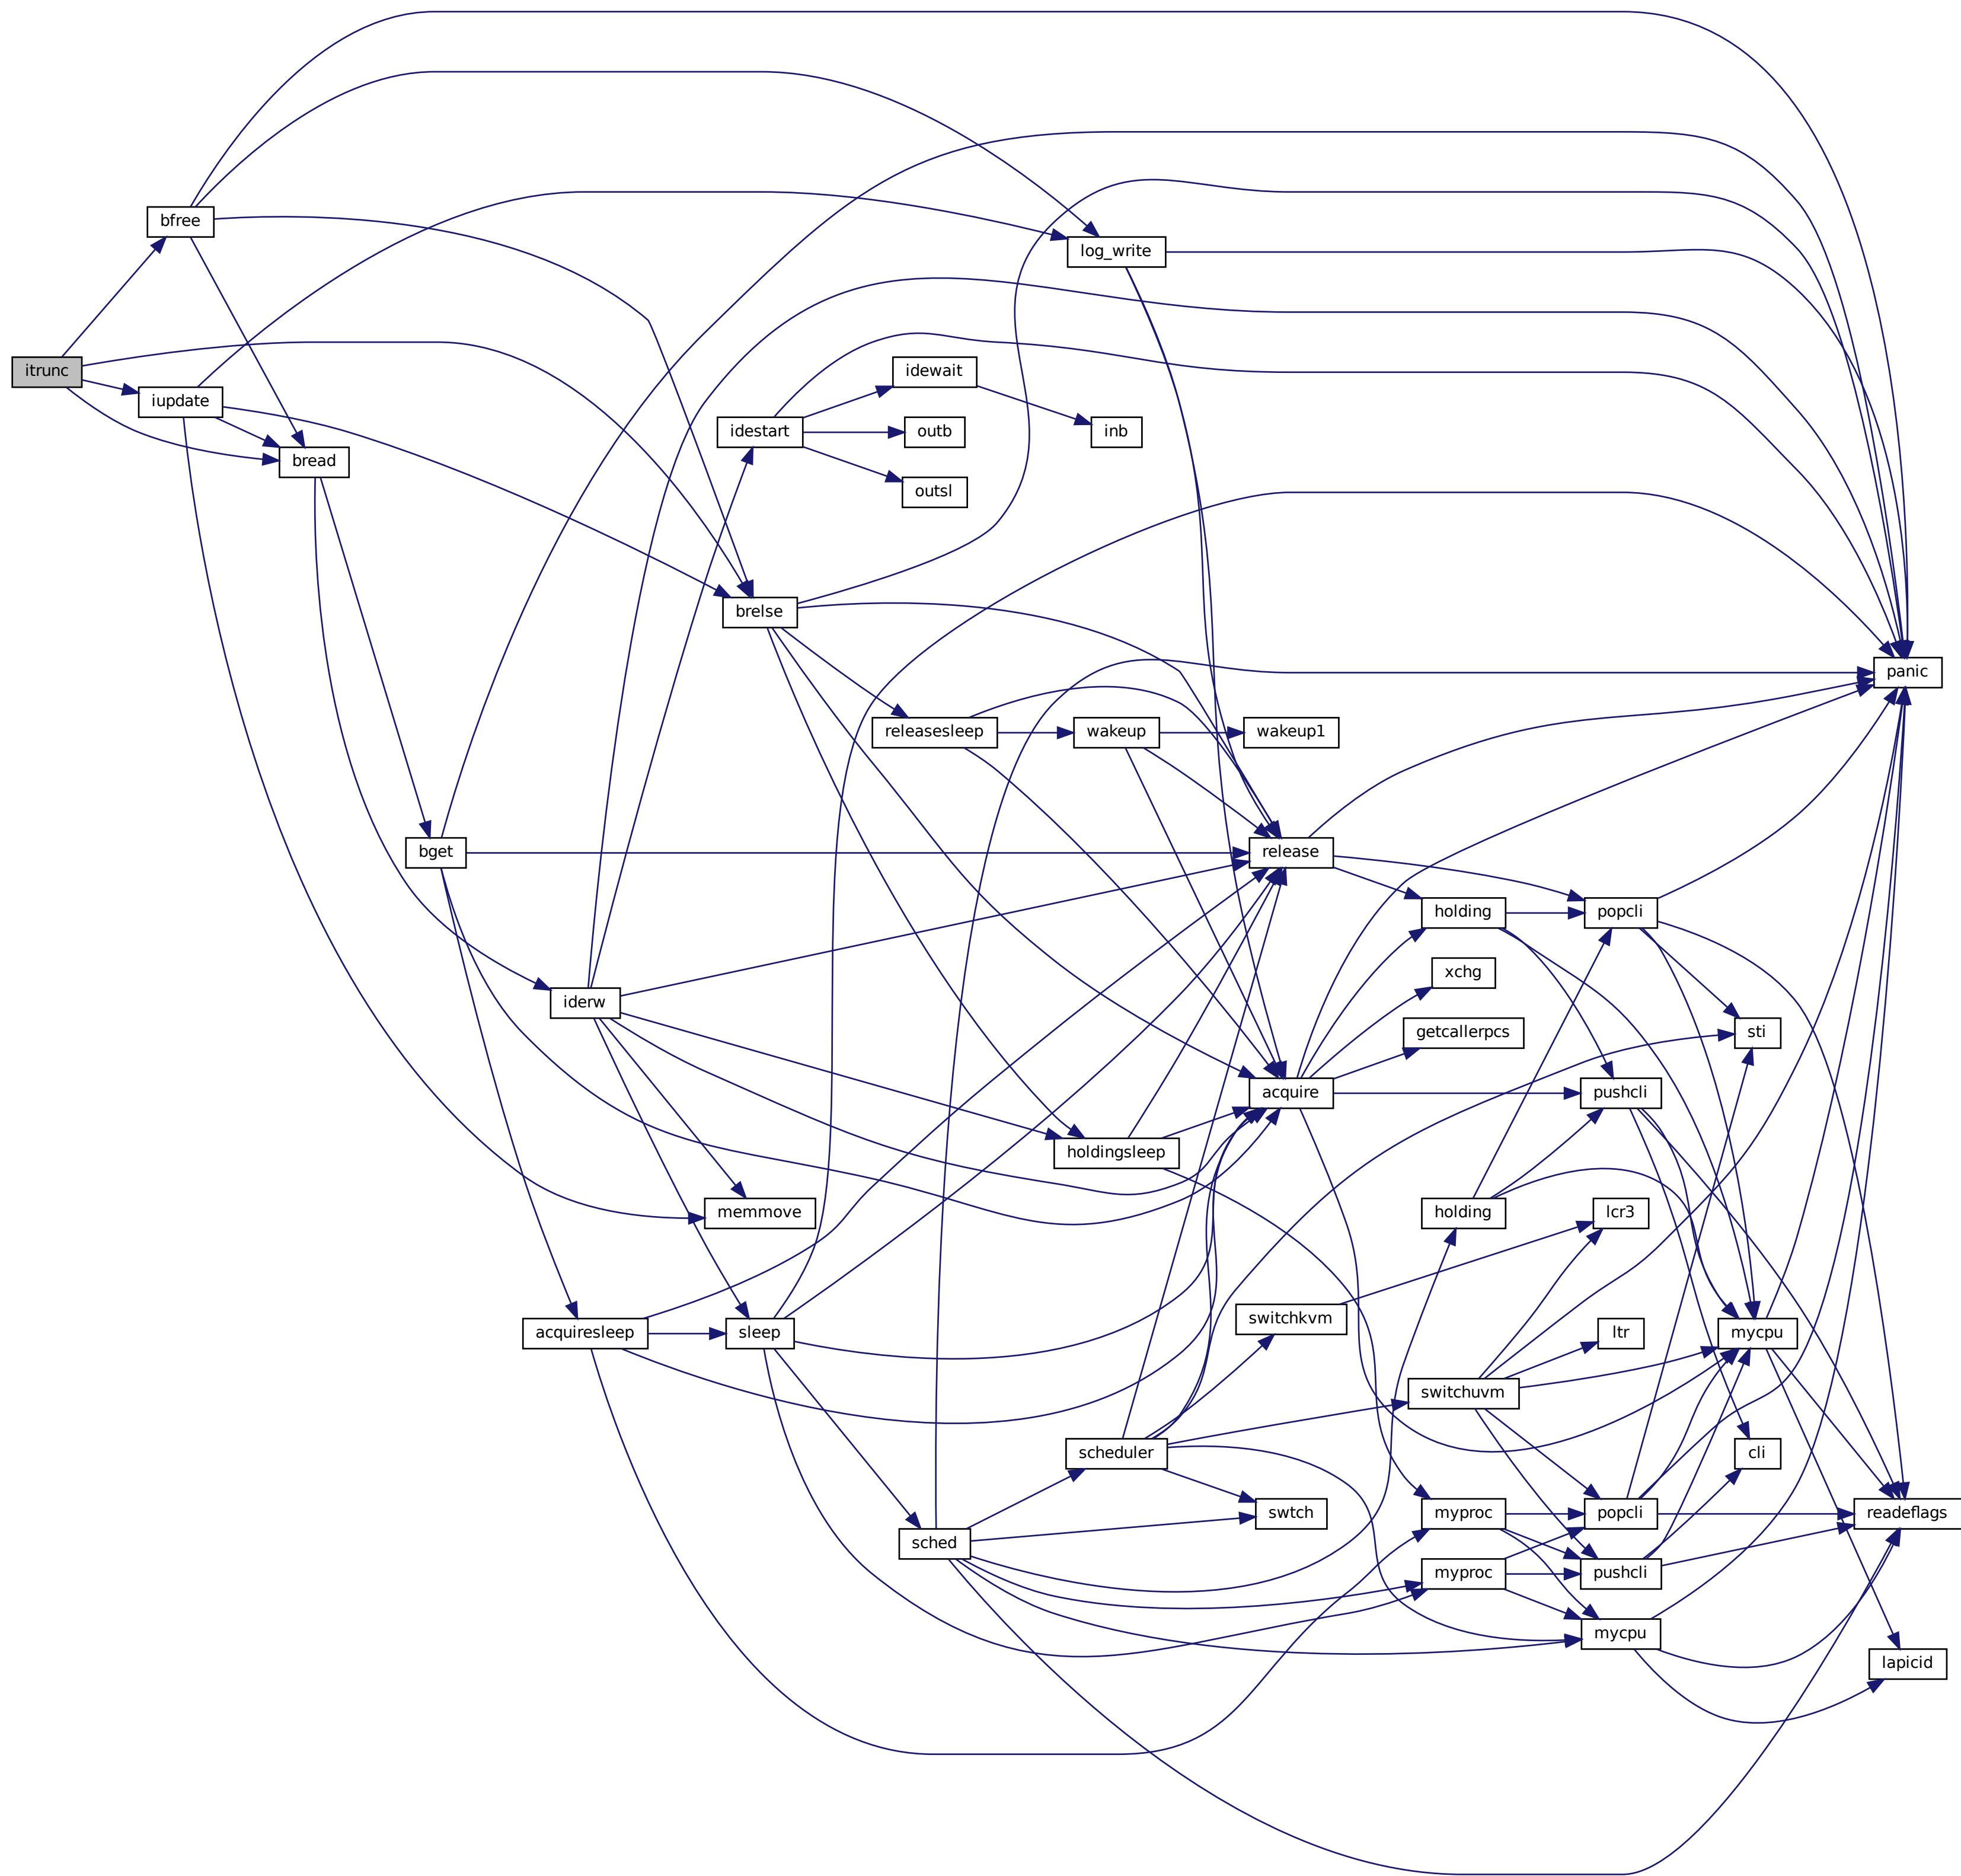 bfree
log_write
itrunc
iupdate
idewait
idestart
outb
inb
bread
outsl
brelse
panic
releasesleep
wakeup
wakeup1
bget
release
holding
popcli
xchg
iderw
getcallerpcs
sti
acquire
pushcli
holdingsleep
memmove
holding
lcr3
switchkvm
acquiresleep
sleep
ltr
mycpu
switchuvm
scheduler
cli
swtch
myproc
popcli
readeflags
sched
myproc
pushcli
mycpu
lapicid